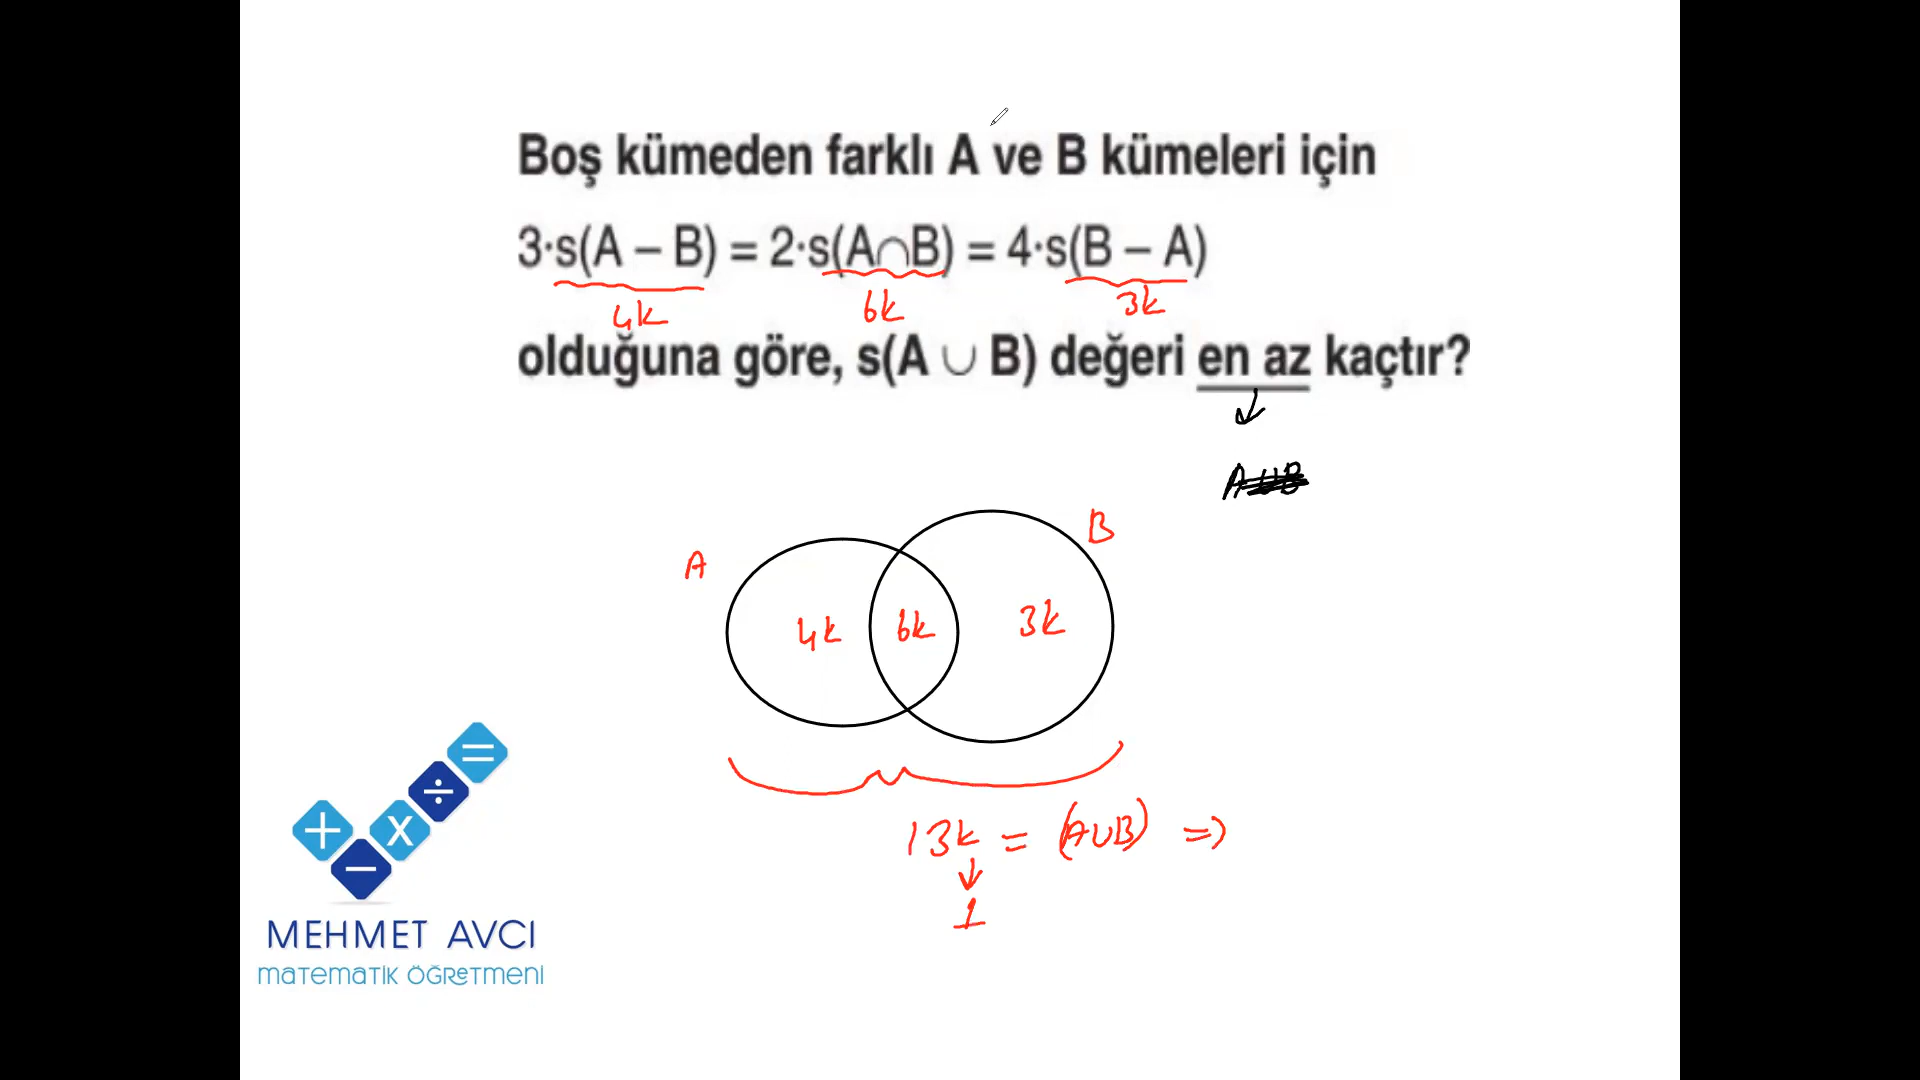 Boş kümeden farklı A ve B kümeleri için
3·s(A – B) = 2·s(A∩B) = 4·s(B – A)
4k 6k 3k
olduğuna göre, s(A ∪ B) değeri en az kaçtır?
A∪B
A B
4k 6k 3k
13k = (A∪B) ⇒
1
+ − x ÷ =
MEHMET AVCI
matematik ÖĞRetmeni